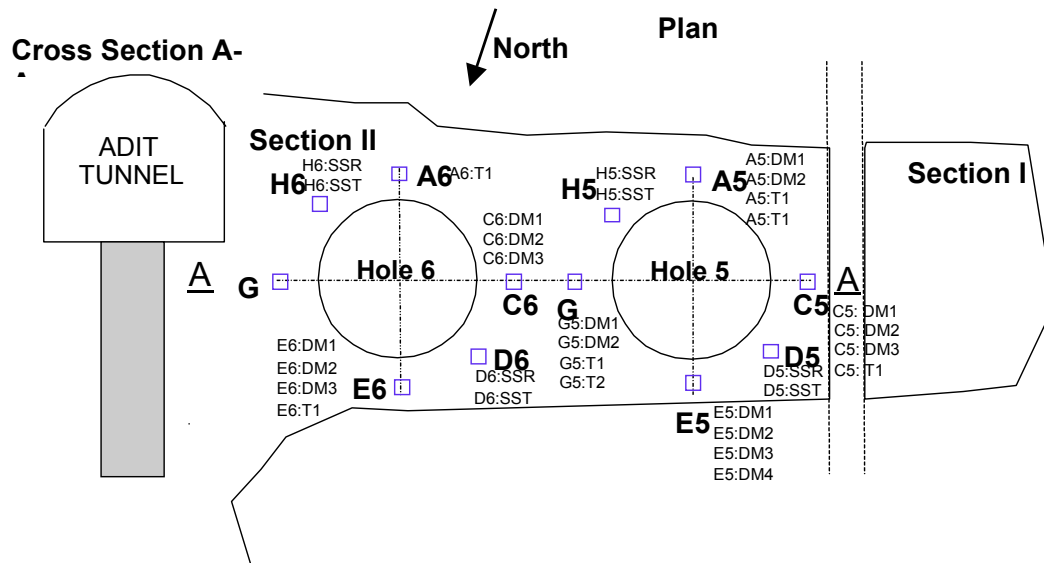 Cross Section A-
ADIT
TUNNEL
North
Plan
Section II
Section I
H6
H6:SSR
H6:SST
A6
A6:T1
H5
H5:SSR
H5:SST
A5
A5:DM1
A5:DM2
A5:T1
A5:T1
C6:DM1
C6:DM2
C6:DM3
Hole 6
Hole 5
A
G
C6
G
C5
A
G5:DM1
G5:DM2
G5:T1
G5:T2
C5: DM1
C5: DM2
C5: DM3
C5: T1
E6:DM1
E6:DM2
E6:DM3
E6:T1
E6
D6
D6:SSR
D6:SST
D5
D5:SSR
D5:SST
E5
E5:DM1
E5:DM2
E5:DM3
E5:DM4